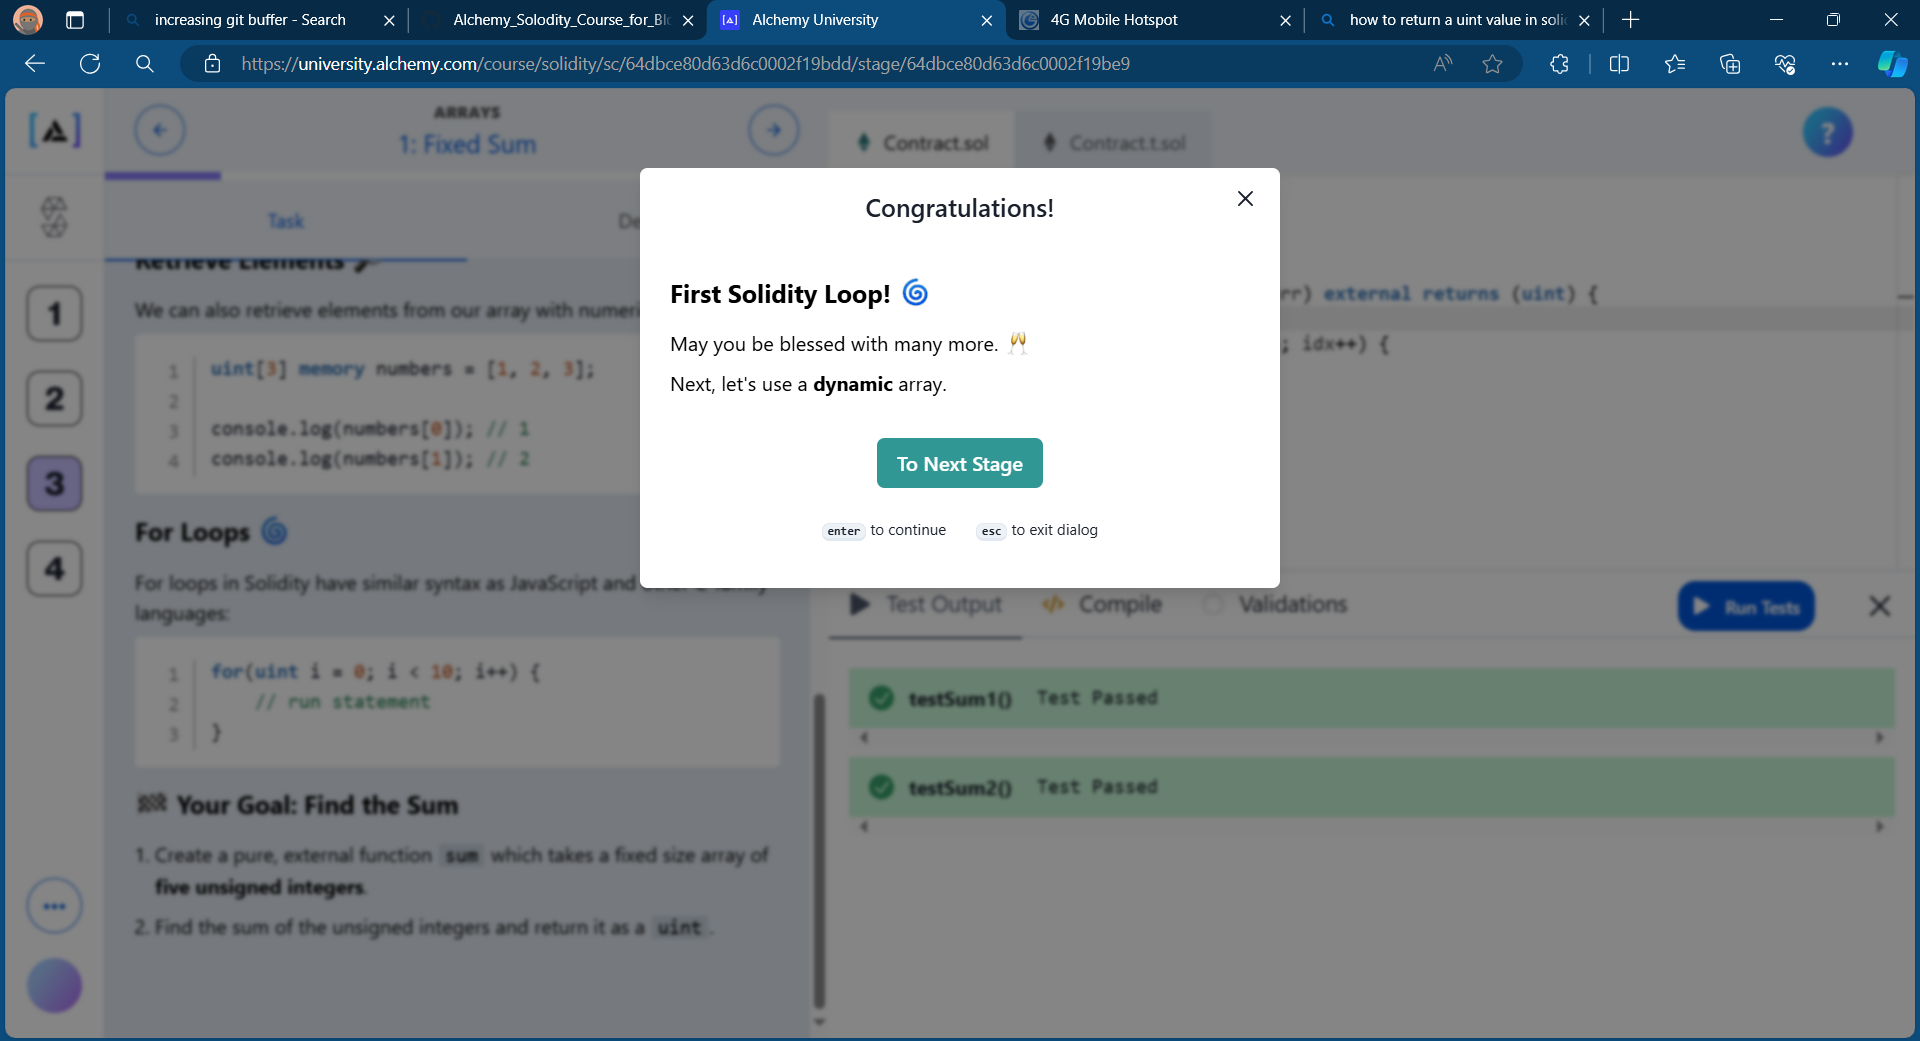 increasing git buffer - Search
Alchemy_Solodity_Course_for_Blo
Alchemy University
4G Mobile Hotspot
how to return a uint value in soli
https://university.alchemy.com/course/solidity/sc/64dbce80d63d6c0002f19bdd/stage/64dbce80d63d6c0002f19be9
ARRAYS
1: Fixed Sum
Contract.sol
Contract.t.sol
?
Task
De
Retrieve Elements
We can also retrieve elements from our array with numeri
1 uint[3] memory numbers = [1, 2, 3];
2
3 console.log(numbers[0]); // 1
4 console.log(numbers[1]); // 2
For Loops
For loops in Solidity have similar syntax as JavaScript and other C family
languages:
1 for(uint i = 0; i < 10; i++) {
2 // run statement
3 }
Your Goal: Find the Sum
1. Create a pure, external function sum which takes a fixed size array of
five unsigned integers.
2. Find the sum of the unsigned integers and return it as a uint .
1
2
3
4
Congratulations!
First Solidity Loop!
May you be blessed with many more.
Next, let's use a dynamic array.
To Next Stage
enter to continue esc to exit dialog
rr) external returns (uint) {
; idx++) {
Test Output
Compile
Validations
Run Tests
testSum1() Test Passed
testSum2() Test Passed